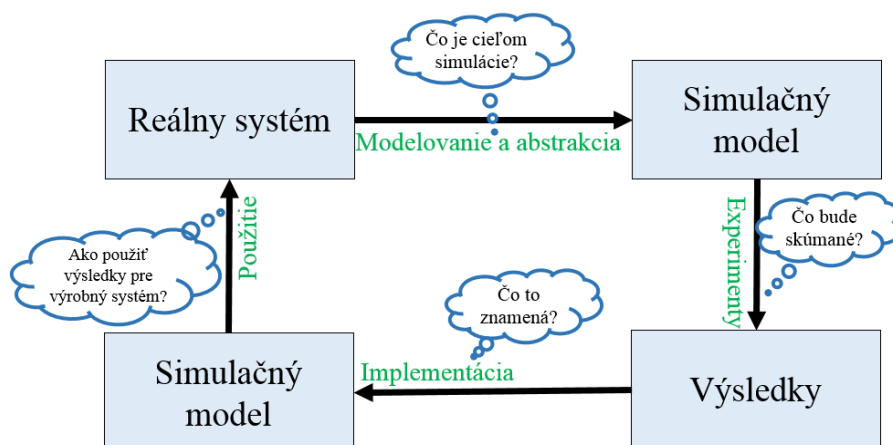 Čo je cieľom
simulácie?
Reálny systém
Modelovanie a abstrakcia
Simulačný
model
Experimenty
Čo bude
skúmané?
Použitie
Ako použiť
výsledky pre
výrobný systém?
Čo to
znamená?
Implementácia
Simulačný
model
Výsledky